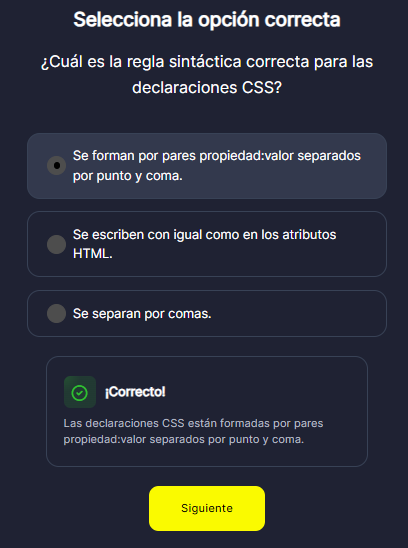 Selecciona la opción correcta
¿Cuál es la regla sintáctica correcta para las
declaraciones CSS?
Se forman por pares propiedad:valor separados
por punto y coma.
Se escriben con igual como en los atributos
HTML.
Se separan por comas.
¡Correcto!
Las declaraciones CSS están formadas por pares
propiedad:valor separados por punto y coma.
Siguiente